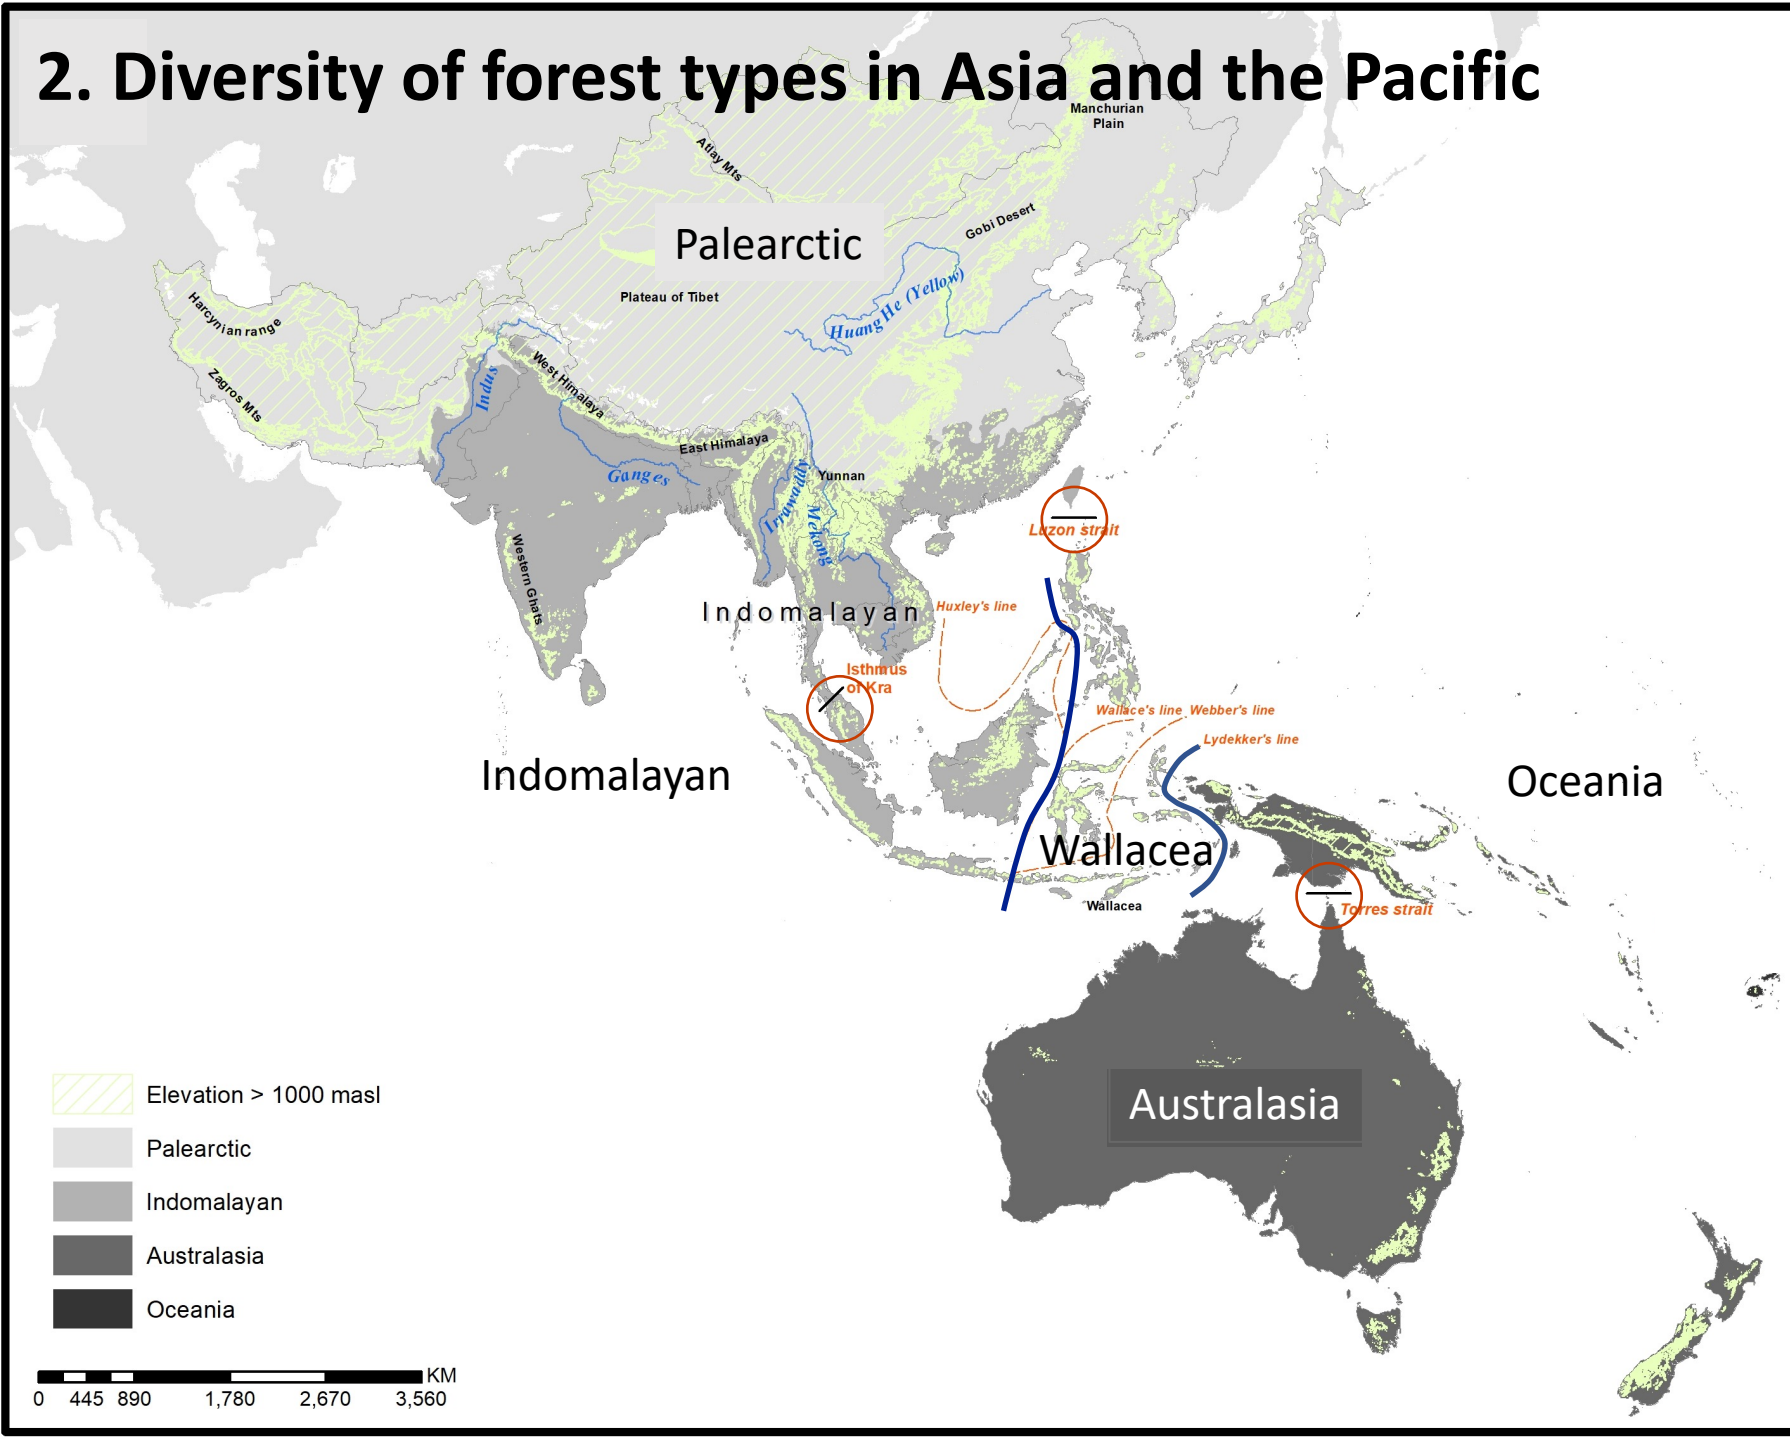 2. Diversity of forest types in Asia and the Pacific
Manchurian
Plain
Atlay Mts
Gobi Desert
Palearctic
Plateau of Tibet
Huang He (Yellow)
Harcynian range
Zagros Mts
Indus
West Himalaya
East Himalaya
Ganges
Yunnan
Irrawaddy
Mekong
Western Ghats
Luzon strait
Indomalayan
Huxley's line
Isthmus
of Kra
Wallace's line
Webber's line
Lydekker's line
Indomalayan
Oceania
Wallacea
Wallacea
Torres strait
Australasia
Elevation > 1000 masl
Palearctic
Indomalayan
Australasia
Oceania
KM
0 445 890 1,780 2,670 3,560